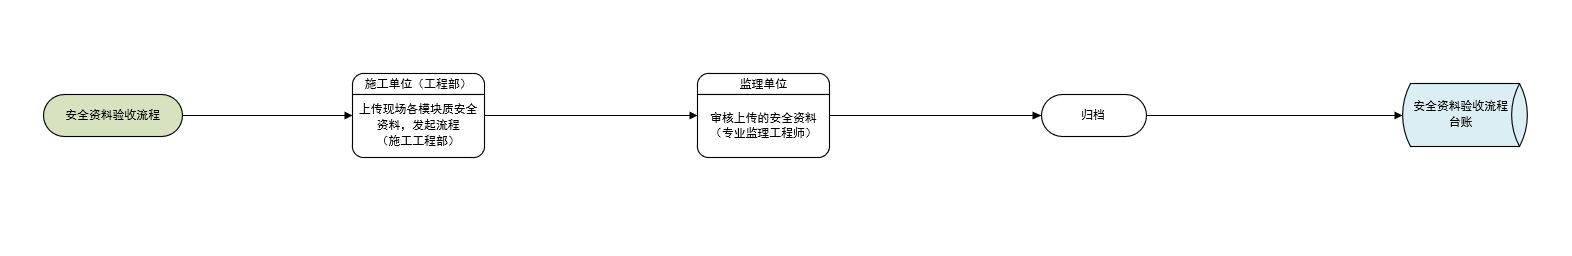 安全资料验收流程
施工单位（工程部）
上传现场各模块质安全
资料，发起流程
（施工工程部）
监理单位
审核上传的安全资料
（专业监理工程师）
归档
安全资料验收流程
台账